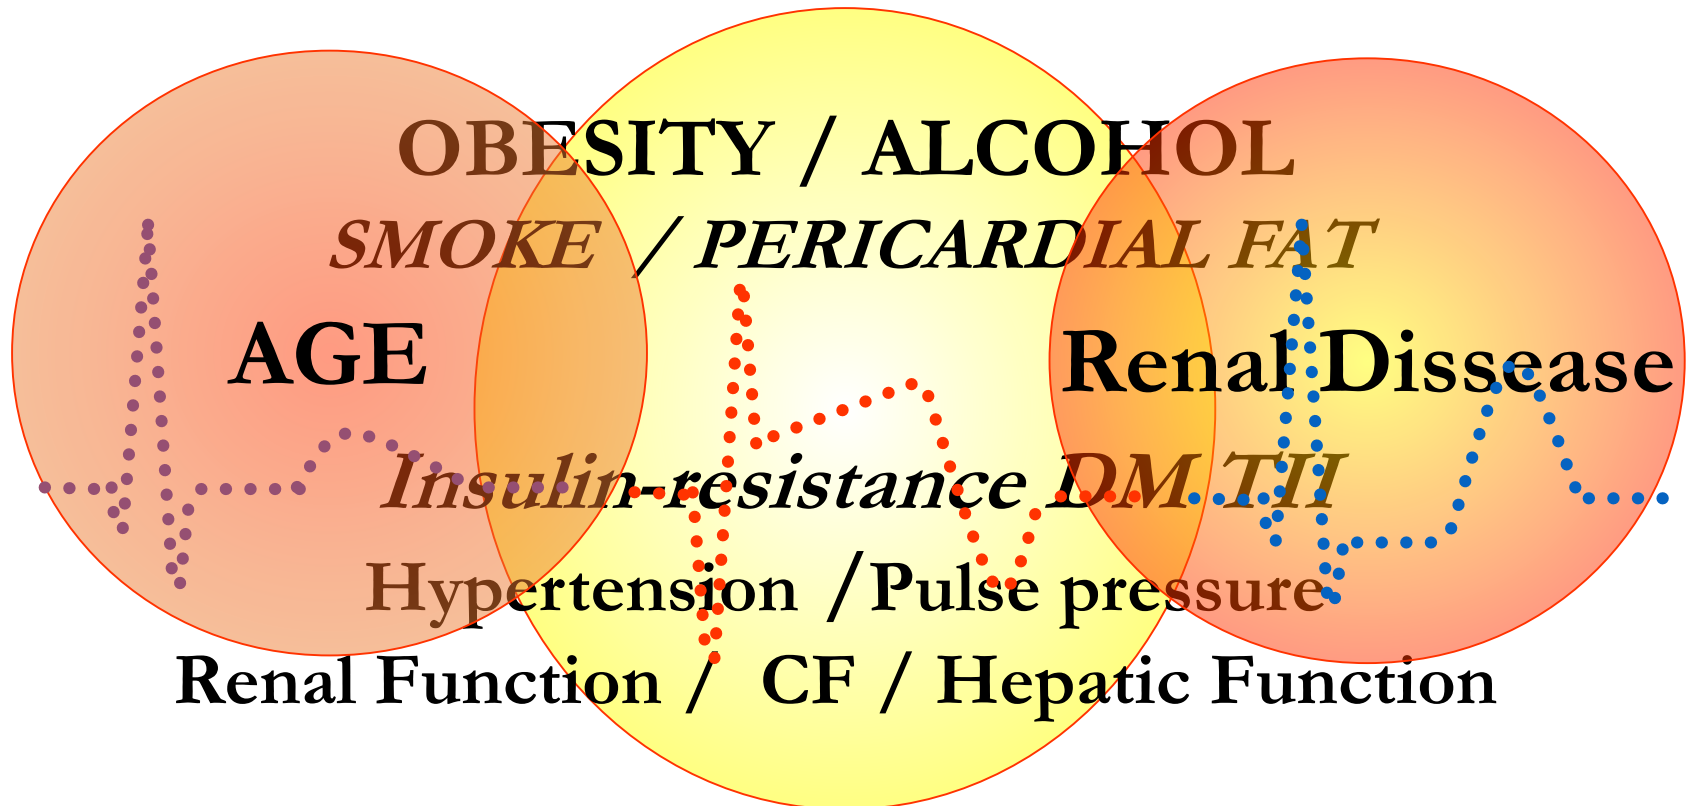 OBESITY / ALCOHOL
SMOKE / PERICARDIAL FAT
AGE
Renal Dissease
Insulin-resistance DM TII
Hypertension / Pulse pressure
Renal Function / CF / Hepatic Function